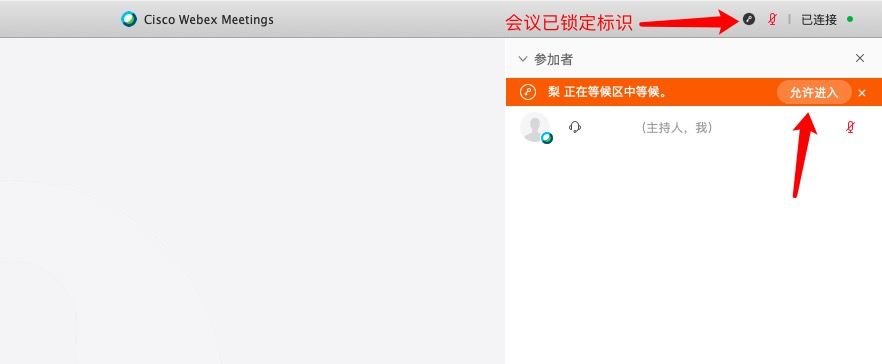 Cisco Webex Meetings
会议已锁定标识
已连接
参加者
梨 正在等候区中等候。
允许进入
(主持人，我)